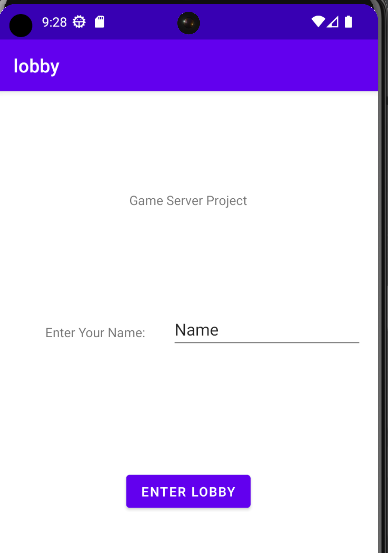 9:28
lobby
Game Server Project
Enter Your Name: Name
ENTER LOBBY